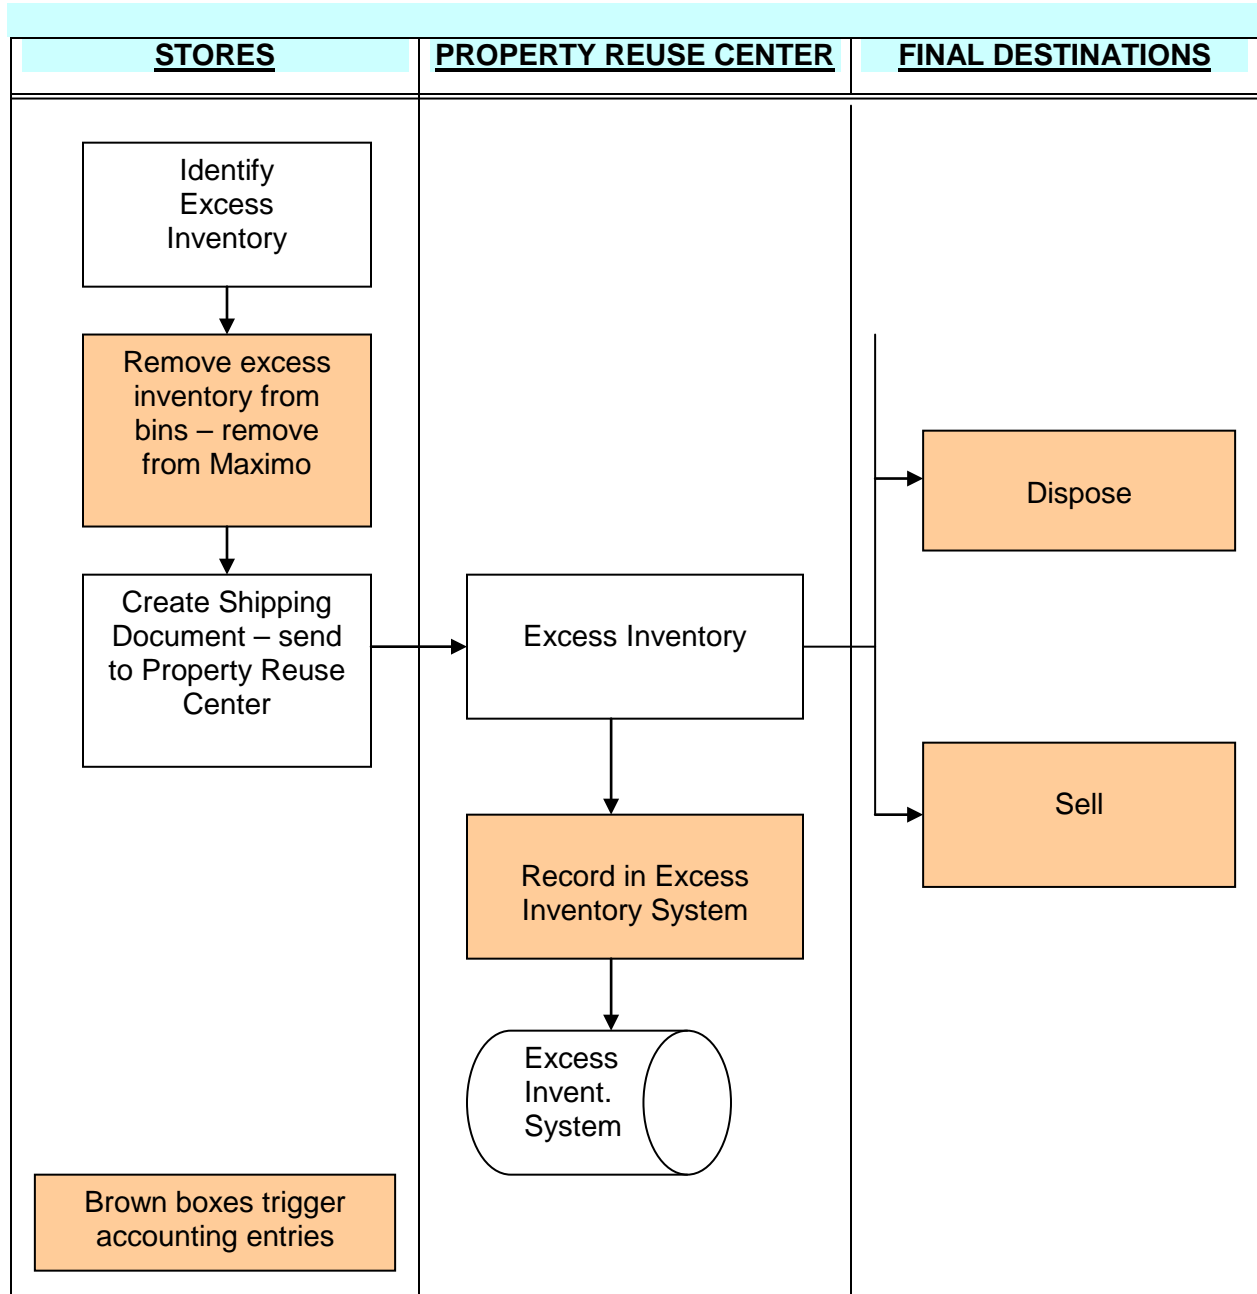 STORES
PROPERTY REUSE CENTER
FINAL DESTINATIONS
Identify
Excess
Inventory
Remove excess
inventory from
bins – remove
from Maximo
Create Shipping
Document – send
to Property Reuse
Center
Excess Inventory
Record in Excess
Inventory System
Excess
Invent.
System
Dispose
Sell
Brown boxes trigger
accounting entries